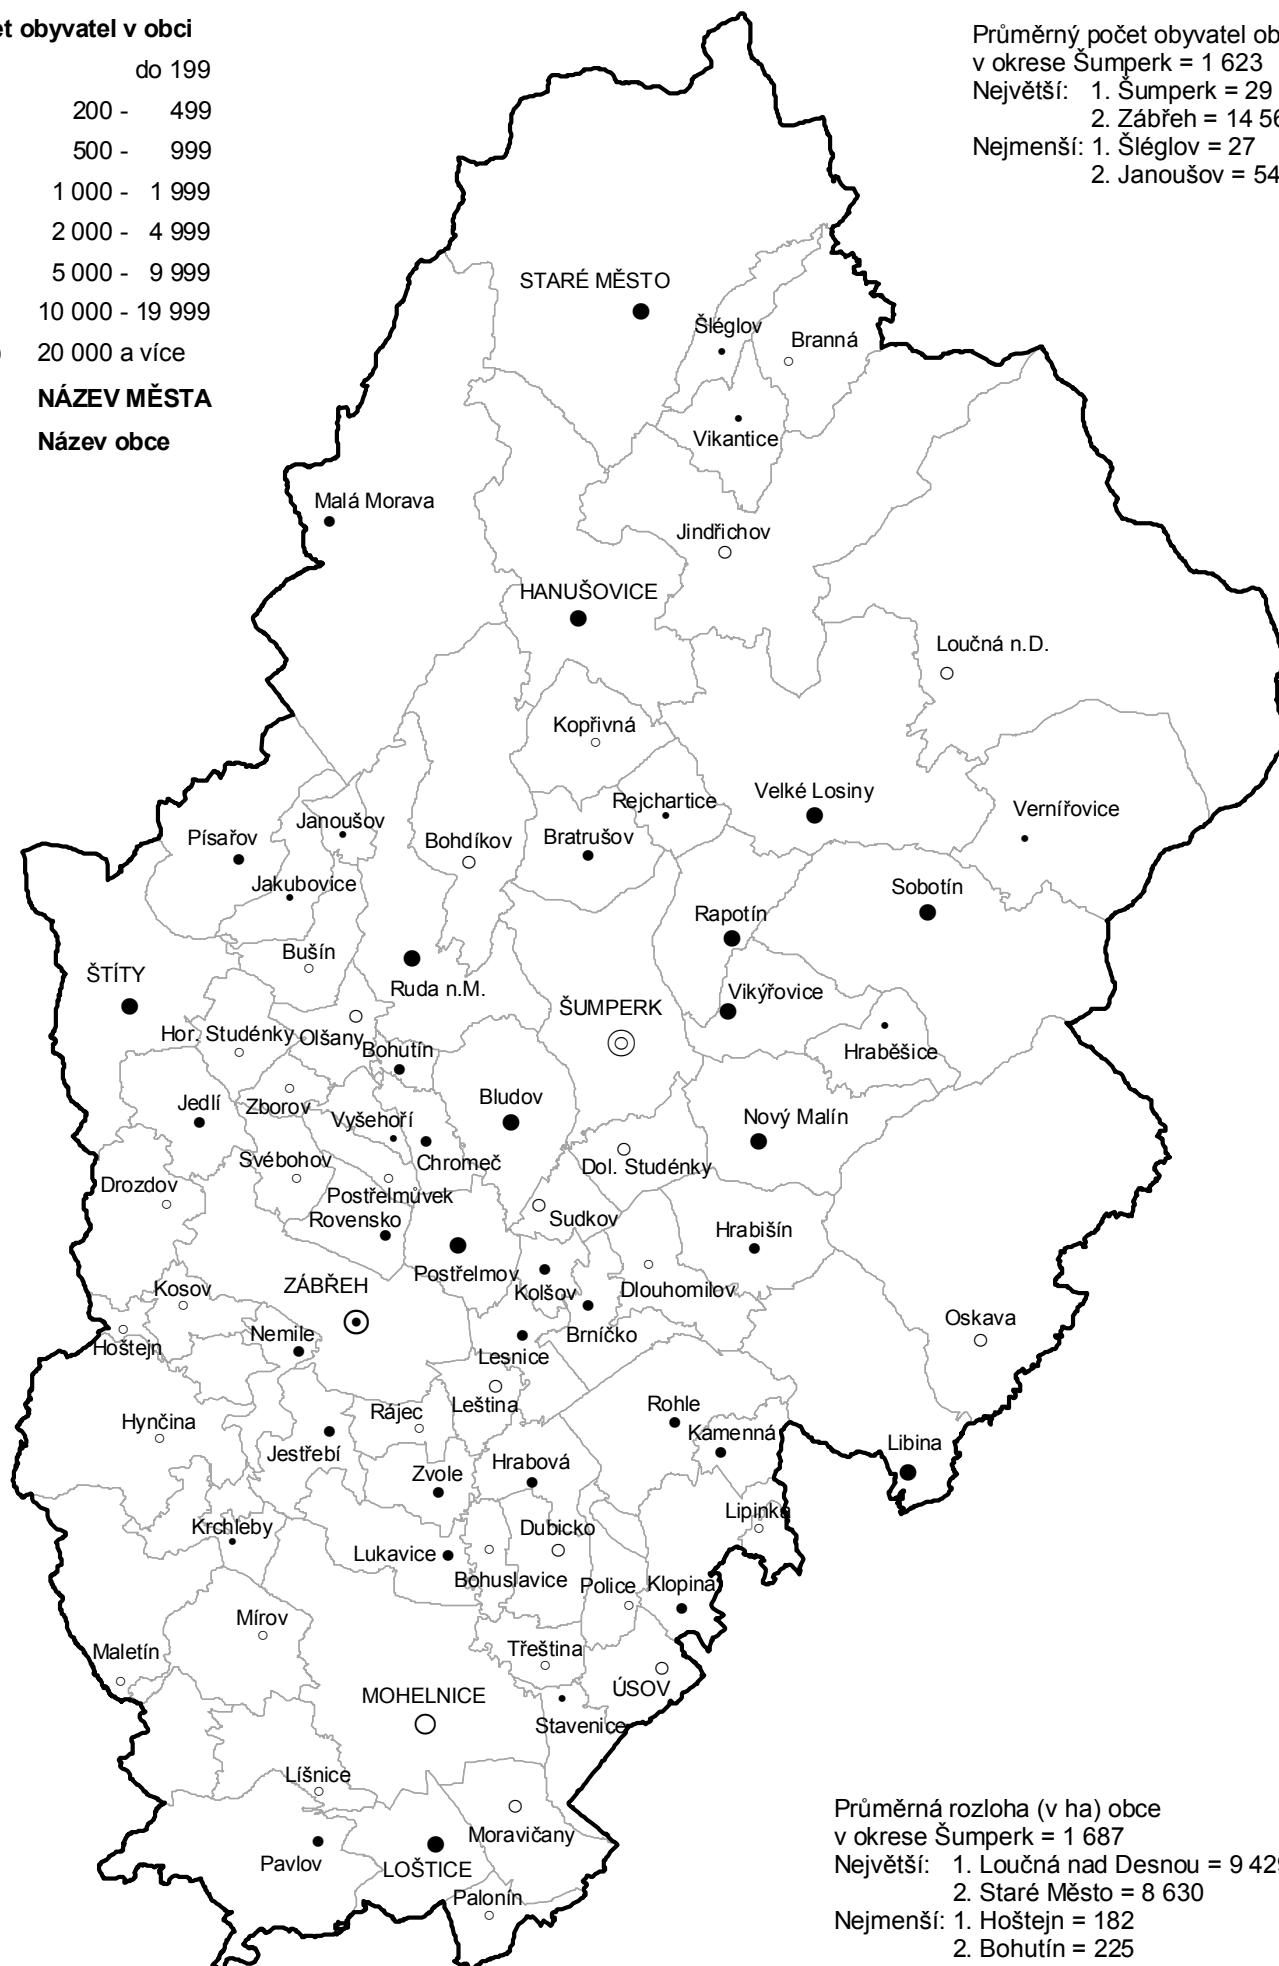 obyvatel v obci
do 199
200 - 499
500 - 999
1 000 - 1 999
2 000 - 4 999
5 000 - 9 999
10 000 - 19 999
20 000 a více
NÁZEV MĚSTA
Název obce
Průměrný počet obyvatel
v okrese Šumperk = 1 623
Největší: 1. Šumperk = 29
2. Zábřeh = 14 56
Nejmenší: 1. Šléglov = 27
2. Janoušov = 54
STARÉ MĚSTO
Šléglov
Branná
Vikantice
Malá Morava
Jindřichov
HANUŠOVICE
Loučná n.D.
Kopřivná
Velké Losiny
Rejchartice
Vernířovice
Janoušov
Písařov
Bohdíkov
Bratrušov
Jakubovice
Sobotín
Rapotín
Bušín
ŠTÍTY
Ruda n.M.
Vikýřovice
ŠUMPERK
Hor. Studénky
Olšany
Bohutín
Hraběšice
Jedlí
Zborov
Vyšehoří
Bludov
Nový Malín
Svébohov
Chromeč
Dol. Studénky
Drozdov
Postřelmůvek
Rovensko
Sudkov
Hrabišín
Postřelmov
Kosov
ZÁBŘEH
Kolšov
Dlouhomilov
Oskava
Hoštejn
Nemile
Brníčko
Lesnice
Leština
Rohle
Rájec
Hynčina
Kamenná
Libina
Jestřebí
Zvole
Hrabová
Lipinka
Krchleby
Dubicko
Lukavice
Bohuslavice
Police
Klopina
Mírov
Maletín
Třeština
ÚSOV
MOHELNICE
Stavenice
Líšnice
Moravičany
Pavlov
LOŠTICE
Palonín
Průměrná rozloha (v ha) obce
v okrese Šumperk = 1 687
Největší: 1. Loučná nad Desnou = 9 429
2. Staré Město = 8 630
Nejmenší: 1. Hoštejn = 182
2. Bohutín = 225